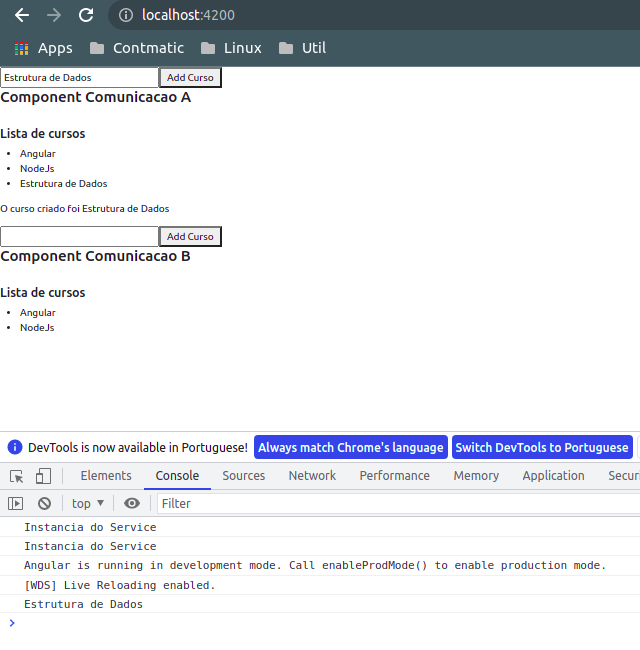 localhost:4200
Apps Contmatic Linux Util
Estrutura de Dados Add Curso
Component Comunicacao A
Lista de cursos
Angular
NodeJs
Estrutura de Dados
O curso criado foi Estrutura de Dados
Add Curso
Component Comunicacao B
Lista de cursos
Angular
NodeJs
DevTools is now available in Portuguese! Always match Chrome's language Switch DevTools to Portuguese
Elements Console Sources Network Performance Memory Application Securi
top Filter
Instancia do Service
Instancia do Service
Angular is running in development mode. Call enableProdMode() to enable production mode.
[WDS] Live Reloading enabled.
Estrutura de Dados